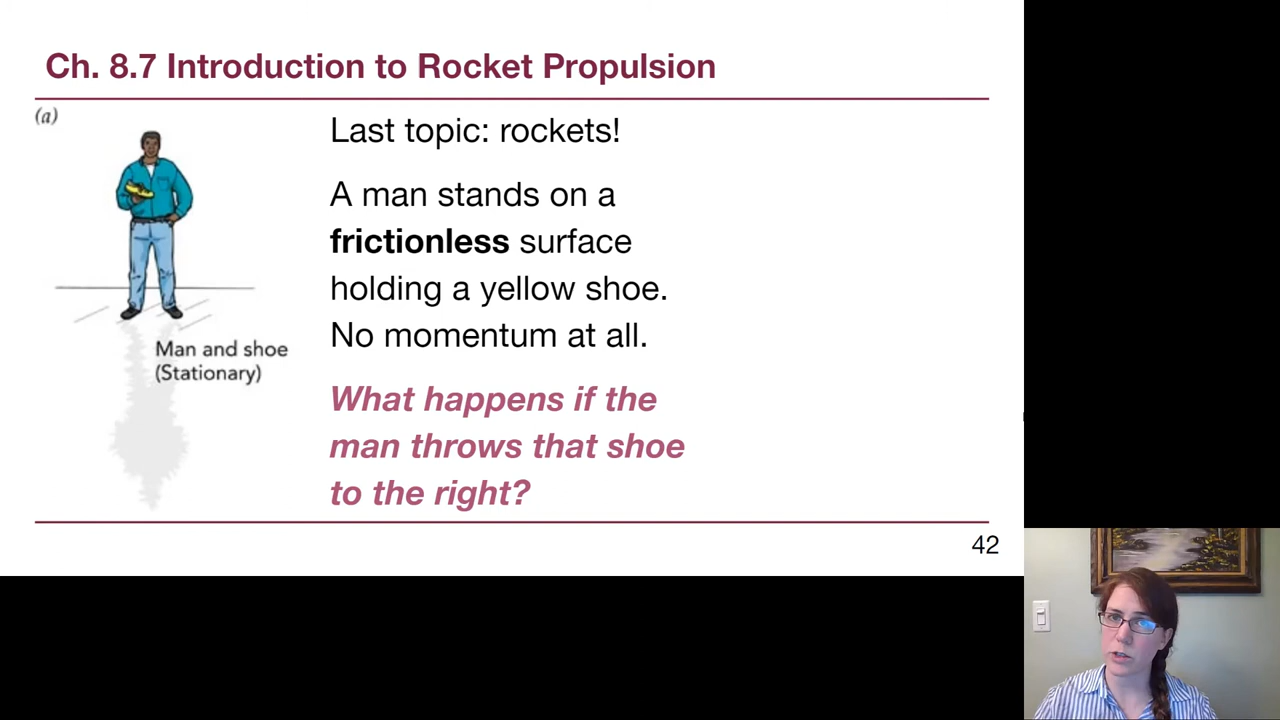 Ch. 8.7 Introduction to Rocket Propulsion
(a)
Man and shoe
(Stationary)
Last topic: rockets!
A man stands on a
frictionless surface
holding a yellow shoe.
No momentum at all.
What happens if the
man throws that shoe
to the right?
42